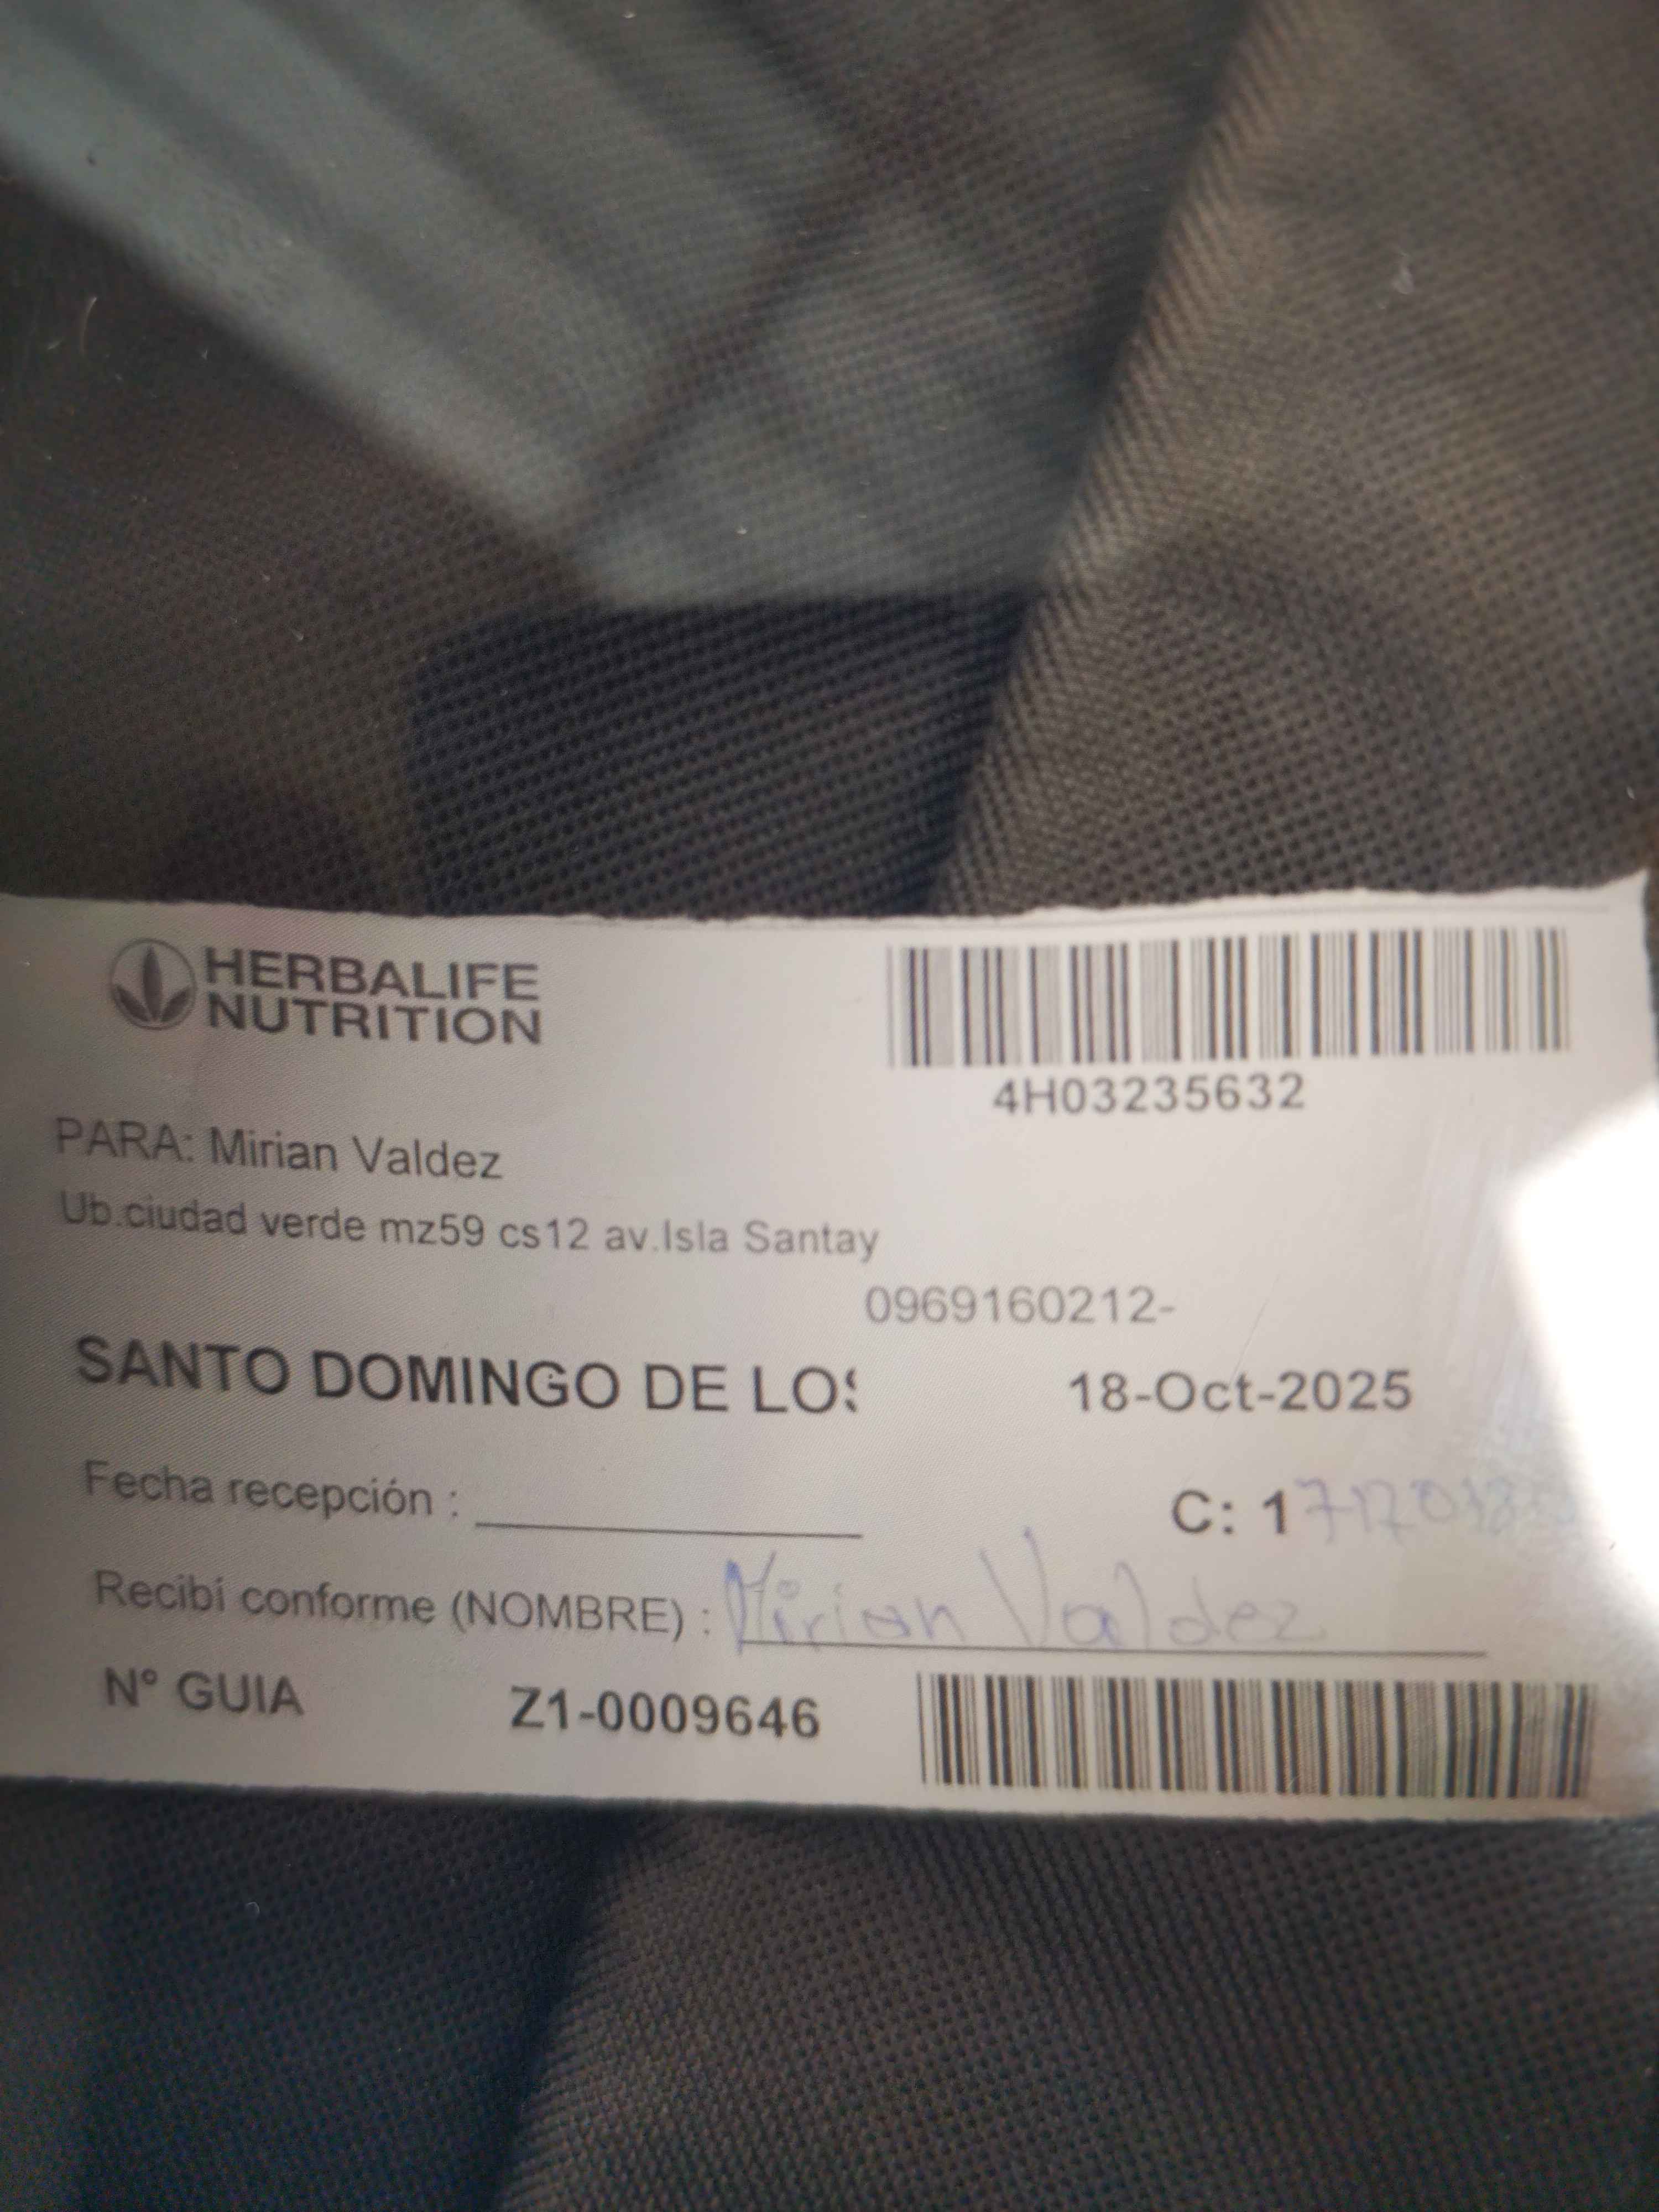 HERBALIFE
NUTRITION
4H03235632
PARA: Mirian Valdez
Ub.ciudad verde mz59 cs12 av.Isla Santay
0969160212-
SANTO DOMINGO DE LOS
18-Oct-2025
Fecha recepción :
C: 1
Recibí conforme (NOMBRE) : Mirian Valdez
N° GUIA Z1-0009646